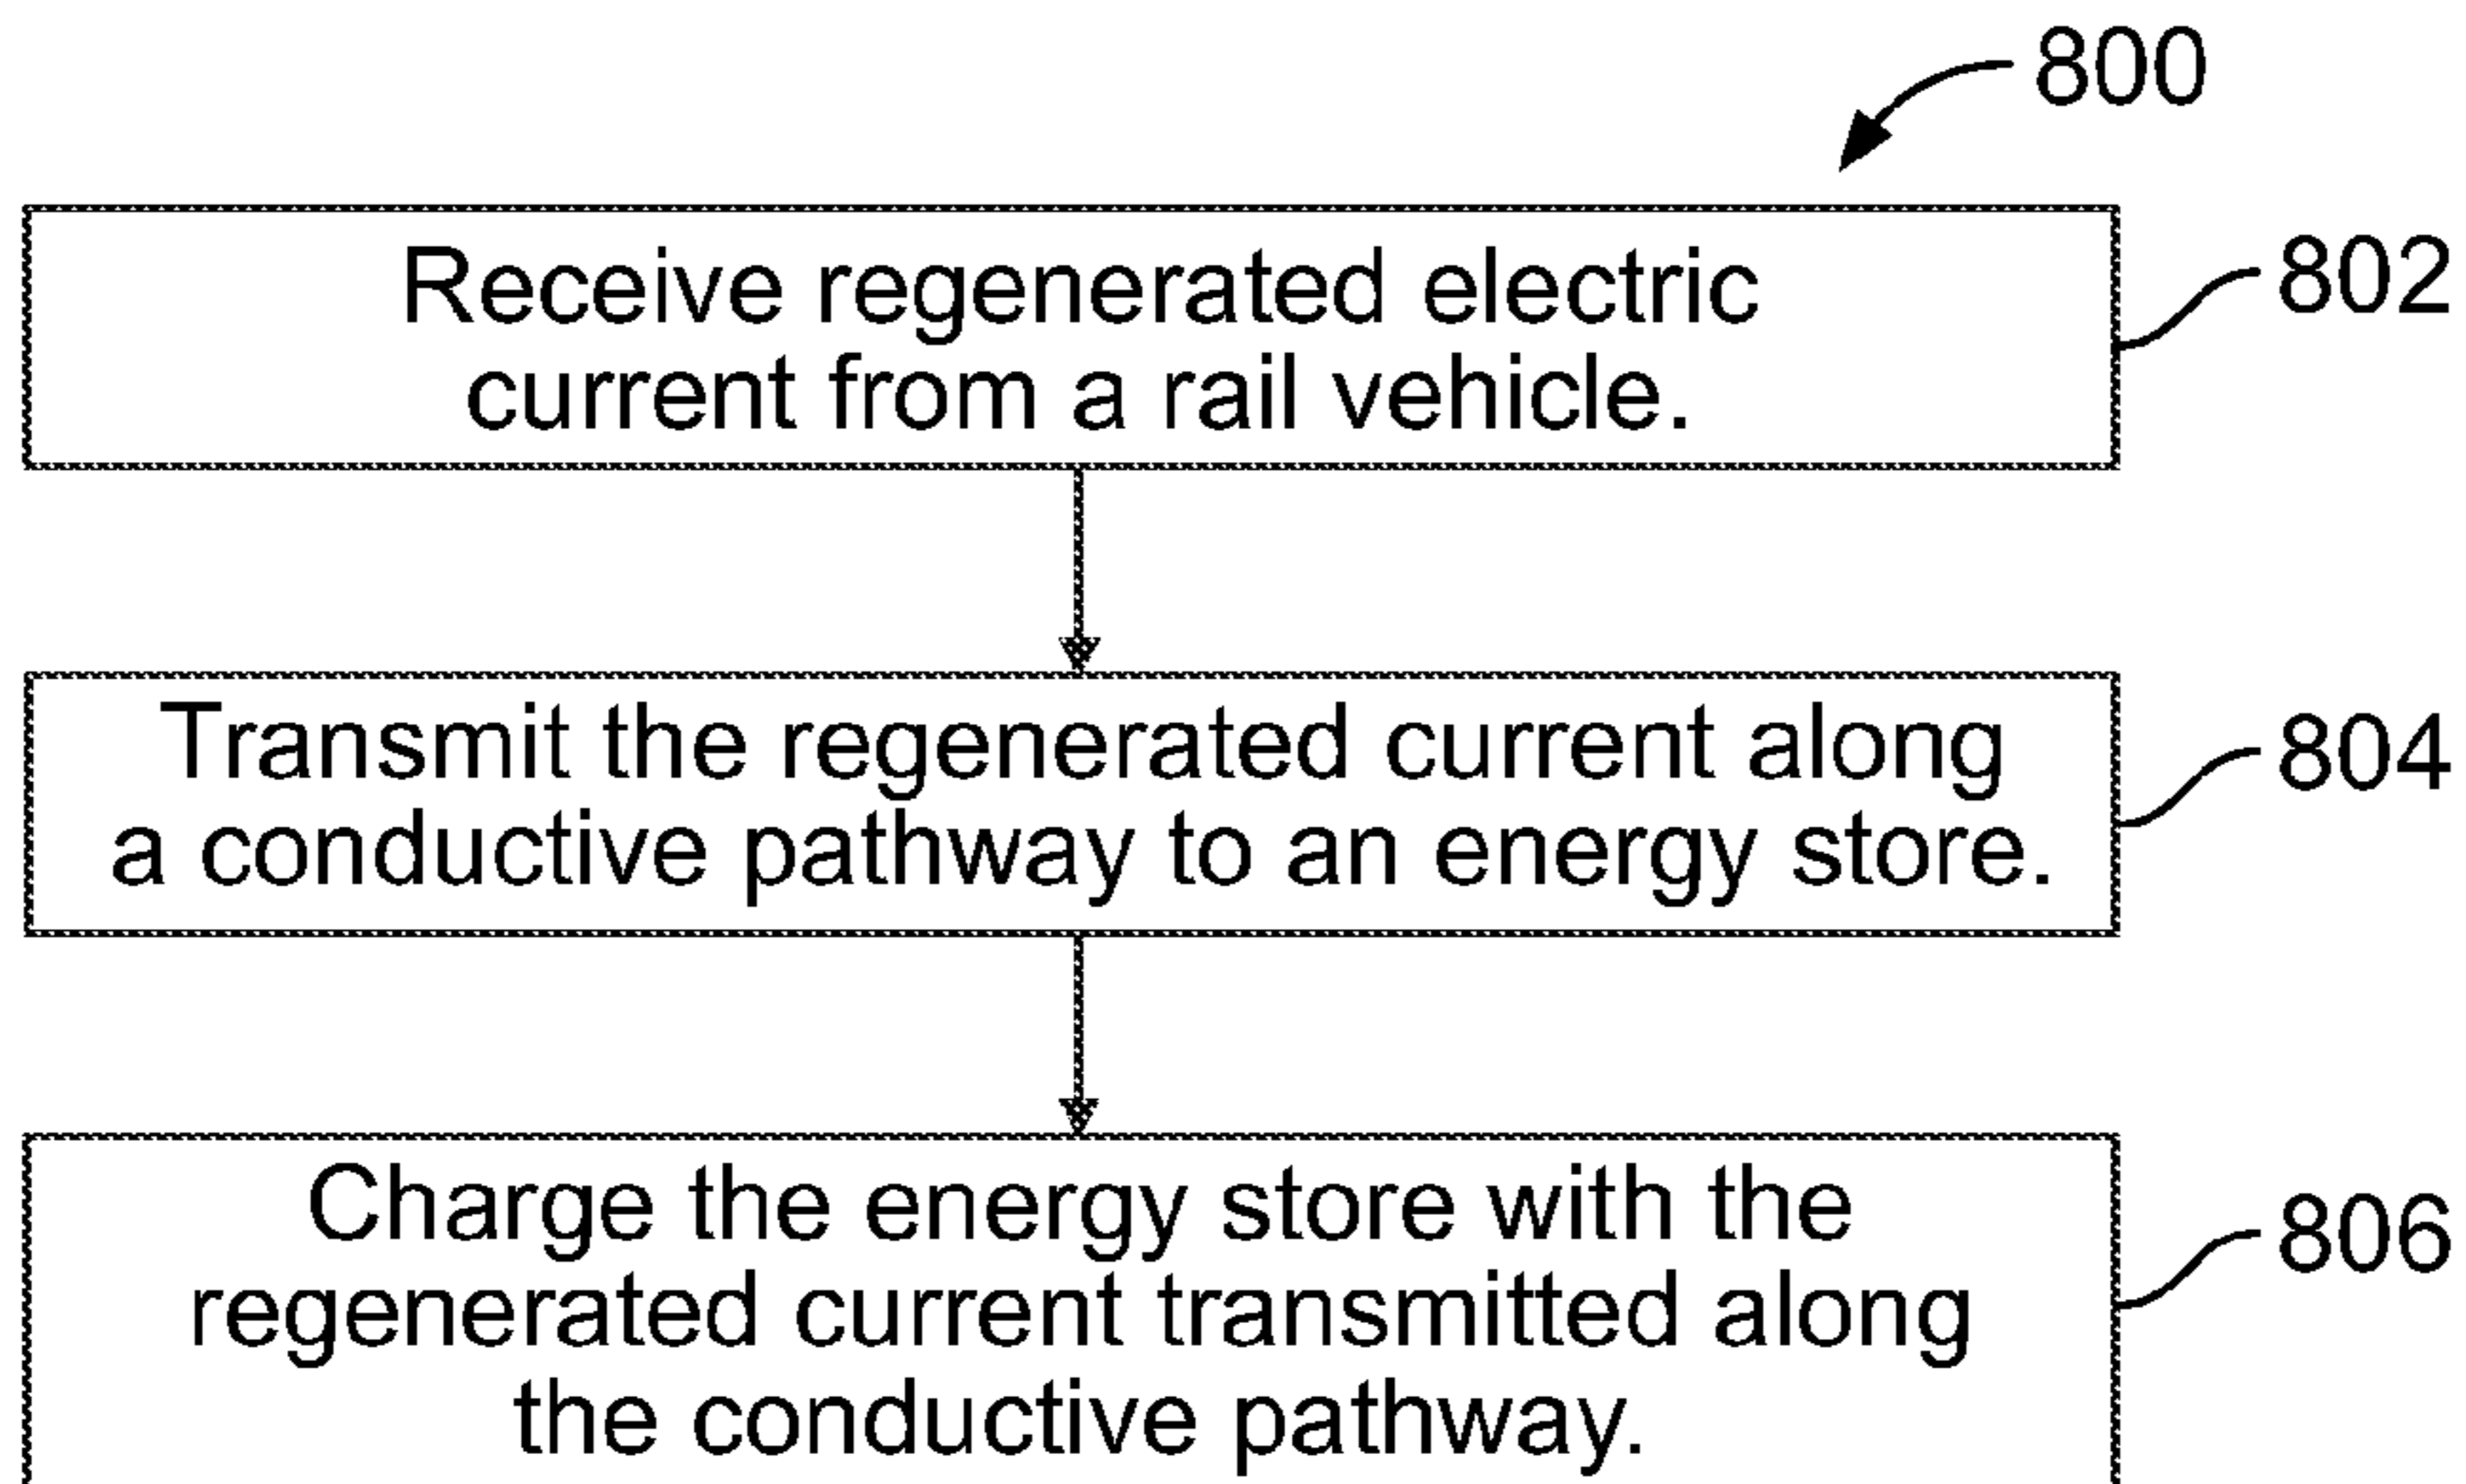 800
Receive regenerated electric
current from a rail vehicle.
802
Transmit the regenerated current along
a conductive pathway to an energy store.
804
Charge the energy store with the
regenerated current transmitted along
the conductive pathway.
806